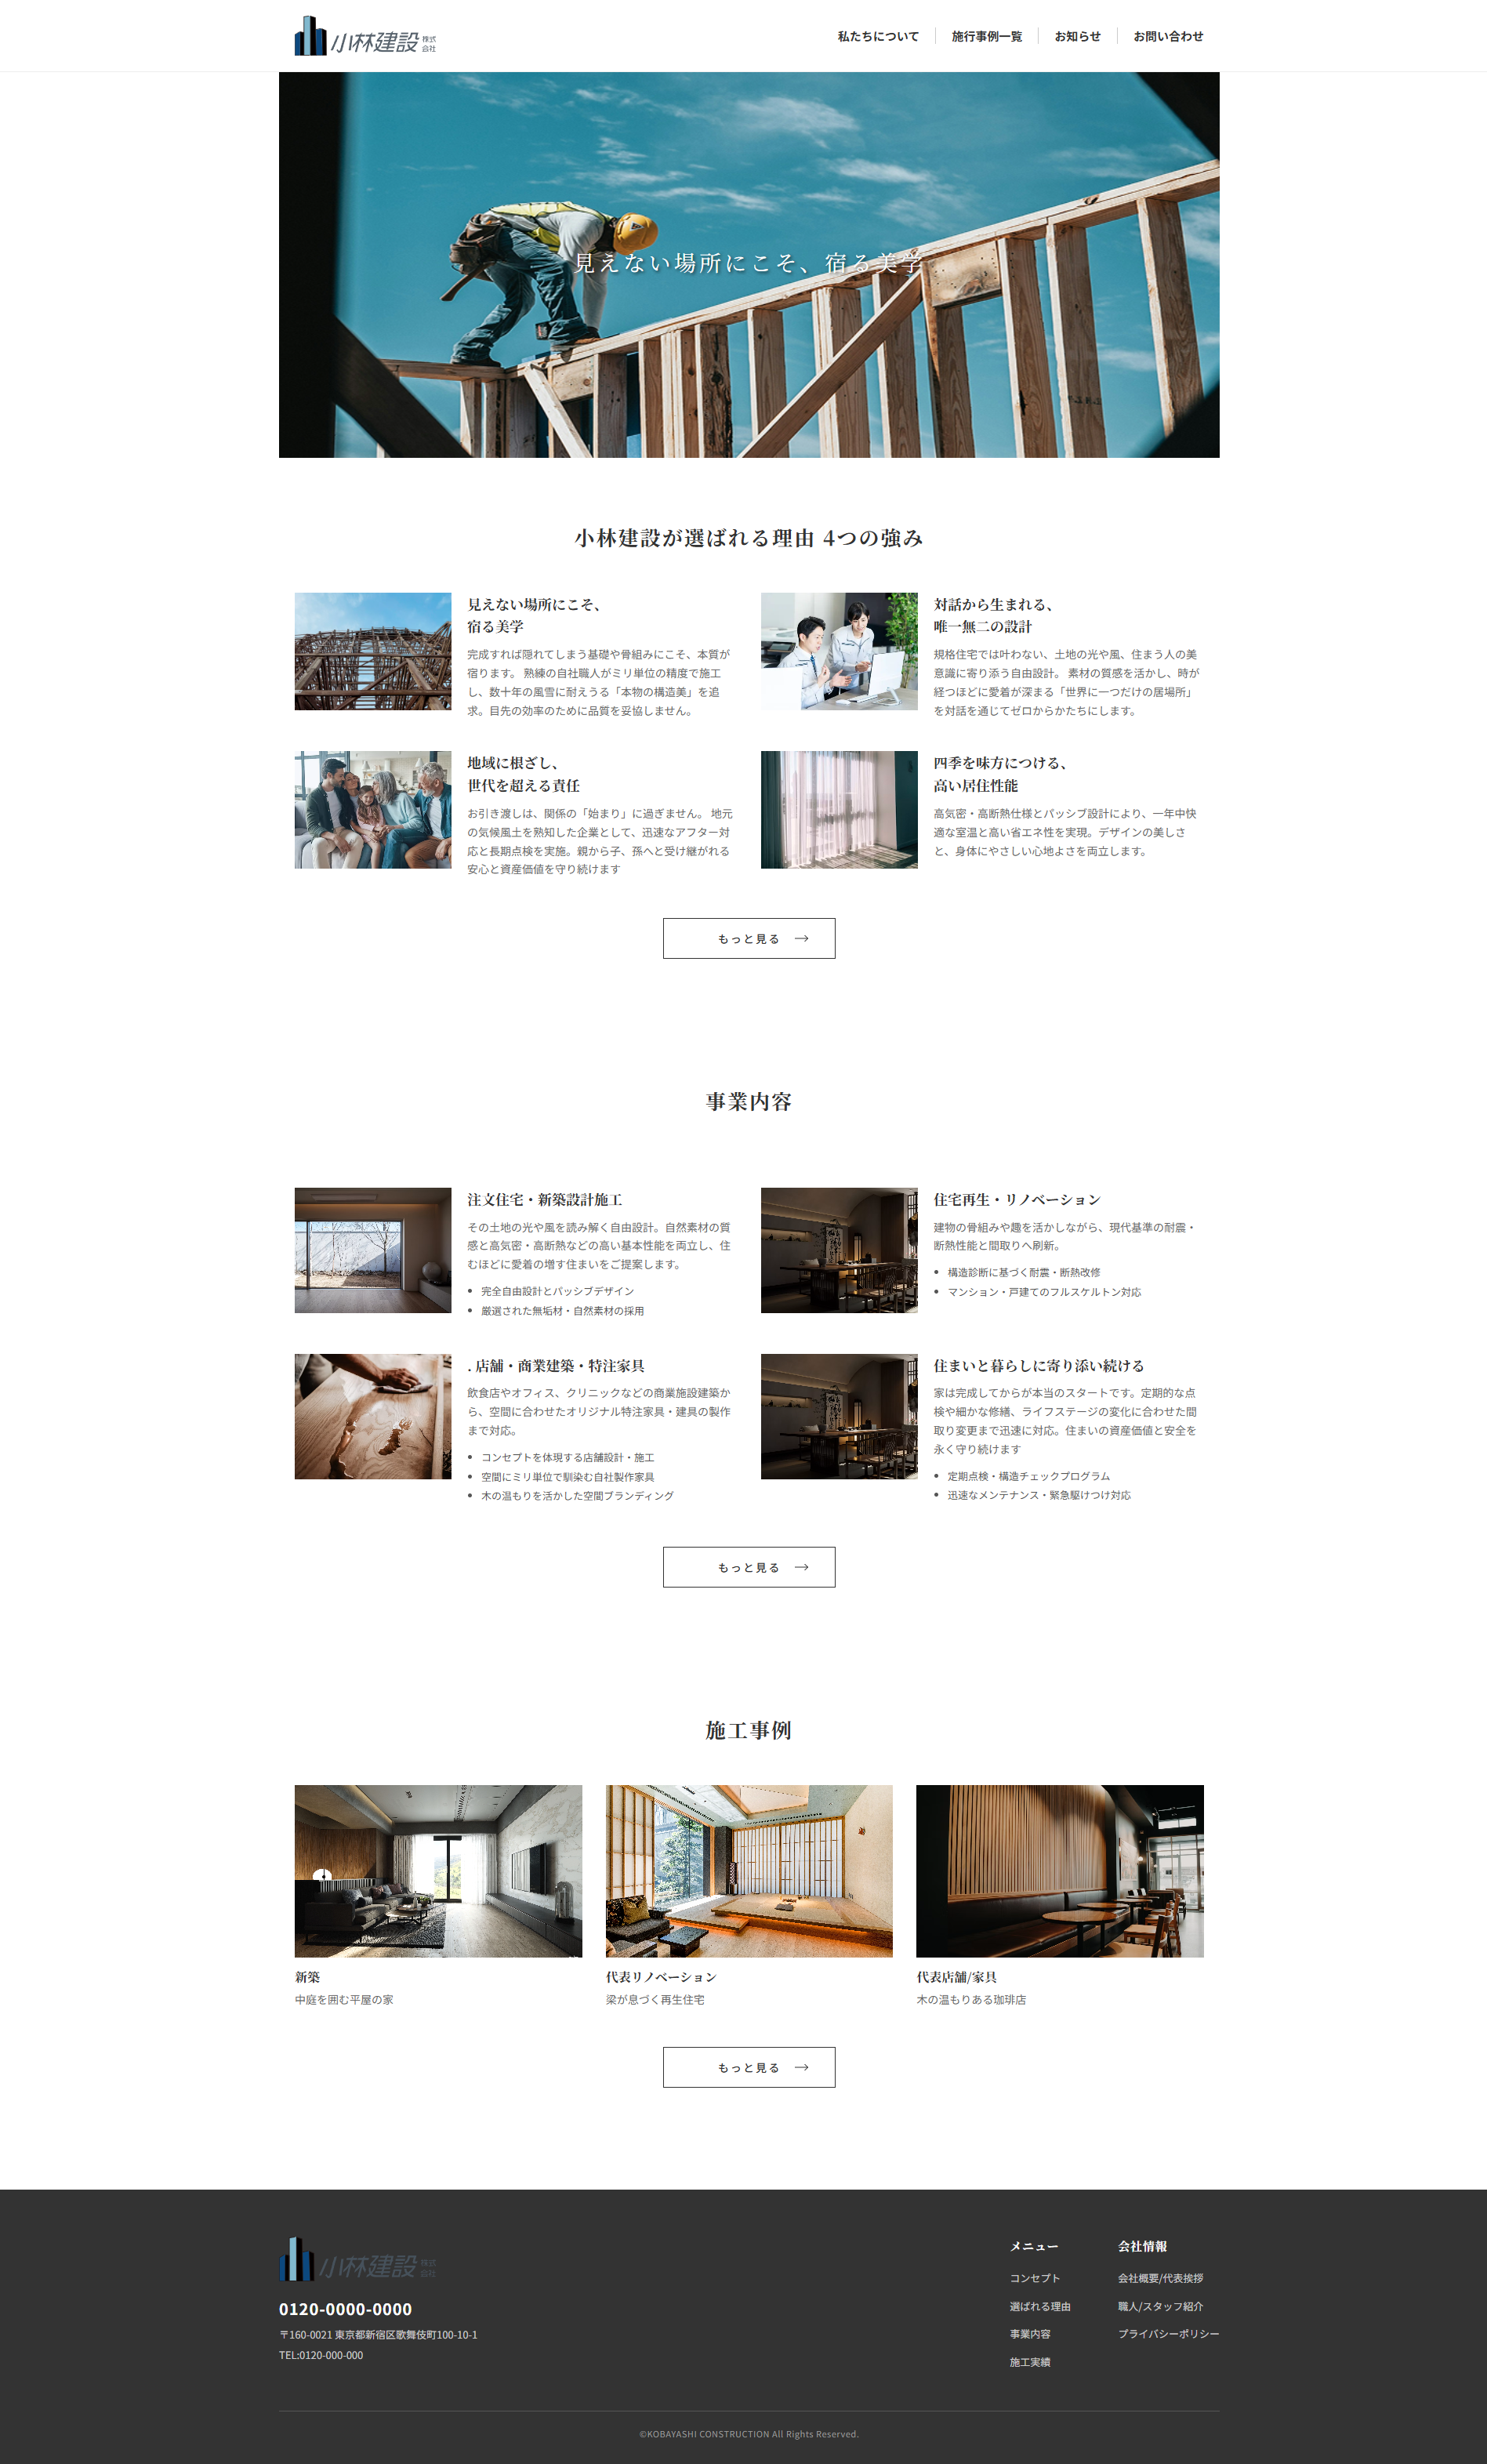 小林建設 株式
会社
私たちについて
施行事例一覧
お知らせ
お問い合わせ
見えない場所にこそ、宿る美学
小林建設が選ばれる理由 4つの強み
見えない場所にこそ、
宿る美学
完成すれば隠れてしまう基礎や骨組みにこそ、本質が
宿ります。 熟練の自社職人がミリ単位の精度で施工
し、数十年の風雪に耐えうる「本物の構造美」を追
求。目先の効率のために品質を妥協しません。
対話から生まれる、
唯一無二の設計
規格住宅では叶わない、土地の光や風、住まう人の美
意識に寄り添う自由設計。 素材の質感を活かし、時が
経つほどに愛着が深まる「世界に一つだけの居場所」
を対話を通じてゼロからかたちにします。
地域に根ざし、
世代を超える責任
お引き渡しは、関係の「始まり」に過ぎません。 地元
の気候風土を熟知した企業として、迅速なアフター対
応と長期点検を実施。親から子、孫へと受け継がれる
安心と資産価値を守り続けます
四季を味方につける、
高い居住性能
高気密・高断熱仕様とパッシブ設計により、一年中快
適な室温と高い省エネ性を実現。デザインの美しさ
と、身体にやさしい心地よさを両立します。
もっと見る
事業内容
注文住宅・新築設計施工
その土地の光や風を読み解く自由設計。自然素材の質
感と高気密・高断熱などの高い基本性能を両立し、住
むほどに愛着の増す住まいをご提案します。
• 完全自由設計とパッシブデザイン
• 厳選された無垢材・自然素材の採用
住宅再生・リノベーション
建物の骨組みや趣を活かしながら、現代基準の耐震・
断熱性能と間取りへ刷新。
• 構造診断に基づく耐震・断熱改修
• マンション・戸建てのフルスケルトン対応
. 店舗・商業建築・特注家具
飲食店やオフィス、クリニックなどの商業施設建築か
ら、空間に合わせたオリジナル特注家具・建具の製作
まで対応。
• コンセプトを体現する店舗設計・施工
• 空間にミリ単位で馴染む自社製作家具
• 木の温もりを活かした空間ブランディング
住まいと暮らしに寄り添い続ける
家は完成してからが本当のスタートです。定期的な点
検や細かな修繕、ライフステージの変化に合わせた間
取り変更まで迅速に対応。住まいの資産価値と安全を
永く守り続けます
• 定期点検・構造チェックプログラム
• 迅速なメンテナンス・緊急駆けつけ対応
もっと見る
施工事例
新築
中庭を囲む平屋の家
代表リノベーション
梁が息づく再生住宅
代表店舗/家具
木の温もりある珈琲店
もっと見る
小林建設 株式
会社
0120-0000-0000
〒160-0021 東京都新宿区歌舞伎町100-10-1
TEL:0120-000-000
メニュー
コンセプト
選ばれる理由
事業内容
施工実績
会社情報
会社概要/代表挨拶
職人/スタッフ紹介
プライバシーポリシー
©KOBAYASHI CONSTRUCTION All Rights Reserved.